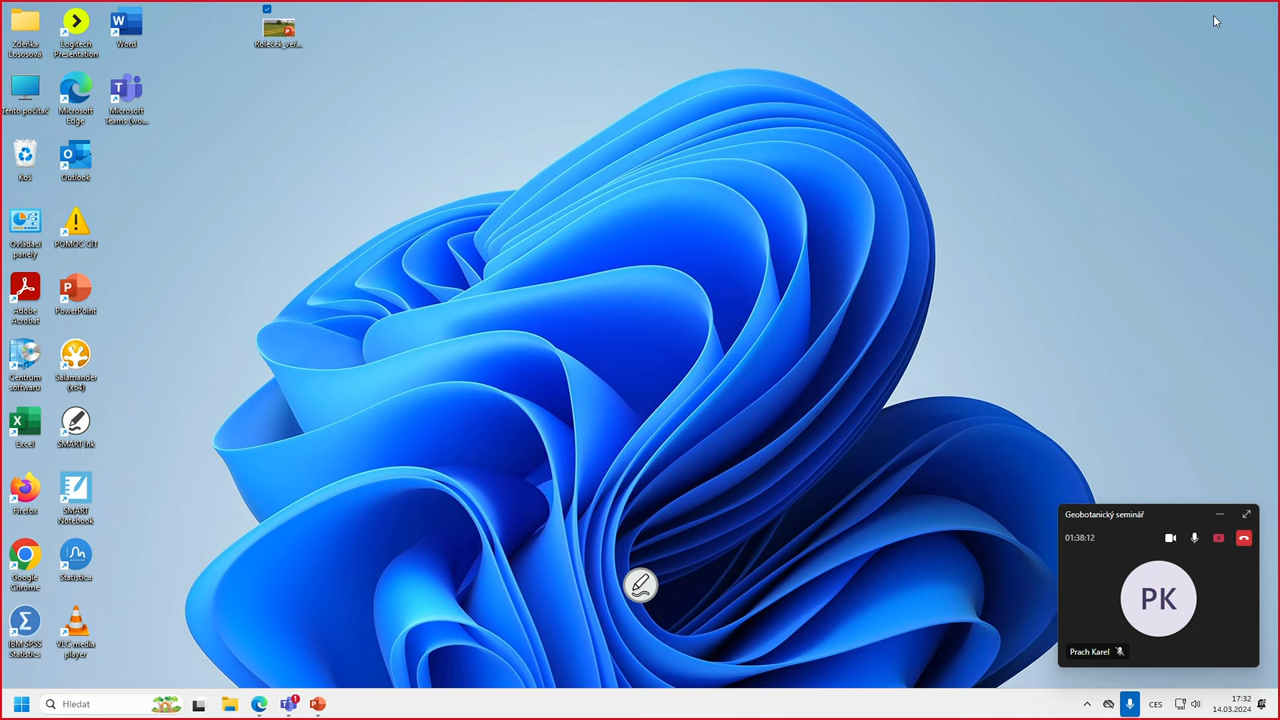 Zdeňka
Lososová
Logitech
Presentation
Word
Roleček_veř...
Tento počítač
Microsoft
Edge
Microsoft
Teams (wo...
Koš
Outlook
Ovládací
panely
POMOC CIT
Adobe
Acrobat
PowerPoint
Centrum
softwaru
Salamander
(x64)
Excel
SMART Ink
Firefox
SMART
Notebook
Google
Chrome
Statistica
IBM SPSS
Statistics
VLC media
player
Geobotanický seminář
01:38:12
PK
Prach Karel
Hledat
1
CES
17:32
14.03.2024